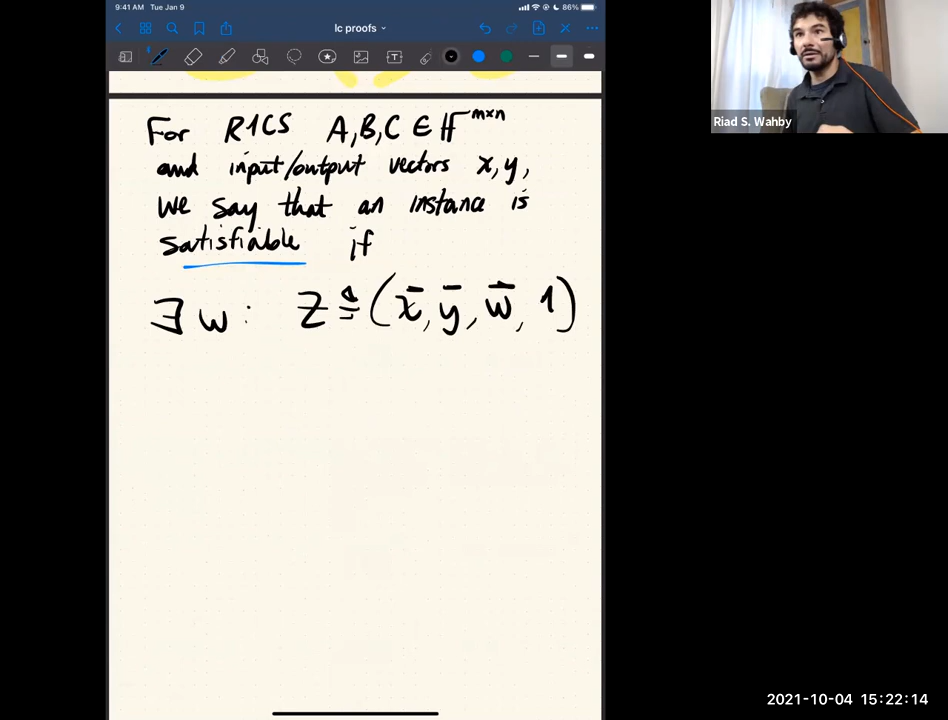 9:41 AM Tue Jan 9
86%
lc proofs
For R1CS A,B,C ∈ F^m×n
and input/output vectors x, y,
we say that an instance is
satisfiable if
∃ w: z ≜ (x̄, ȳ, w̄, 1)
Riad S. Wahby
2021-10-04 15:22:14